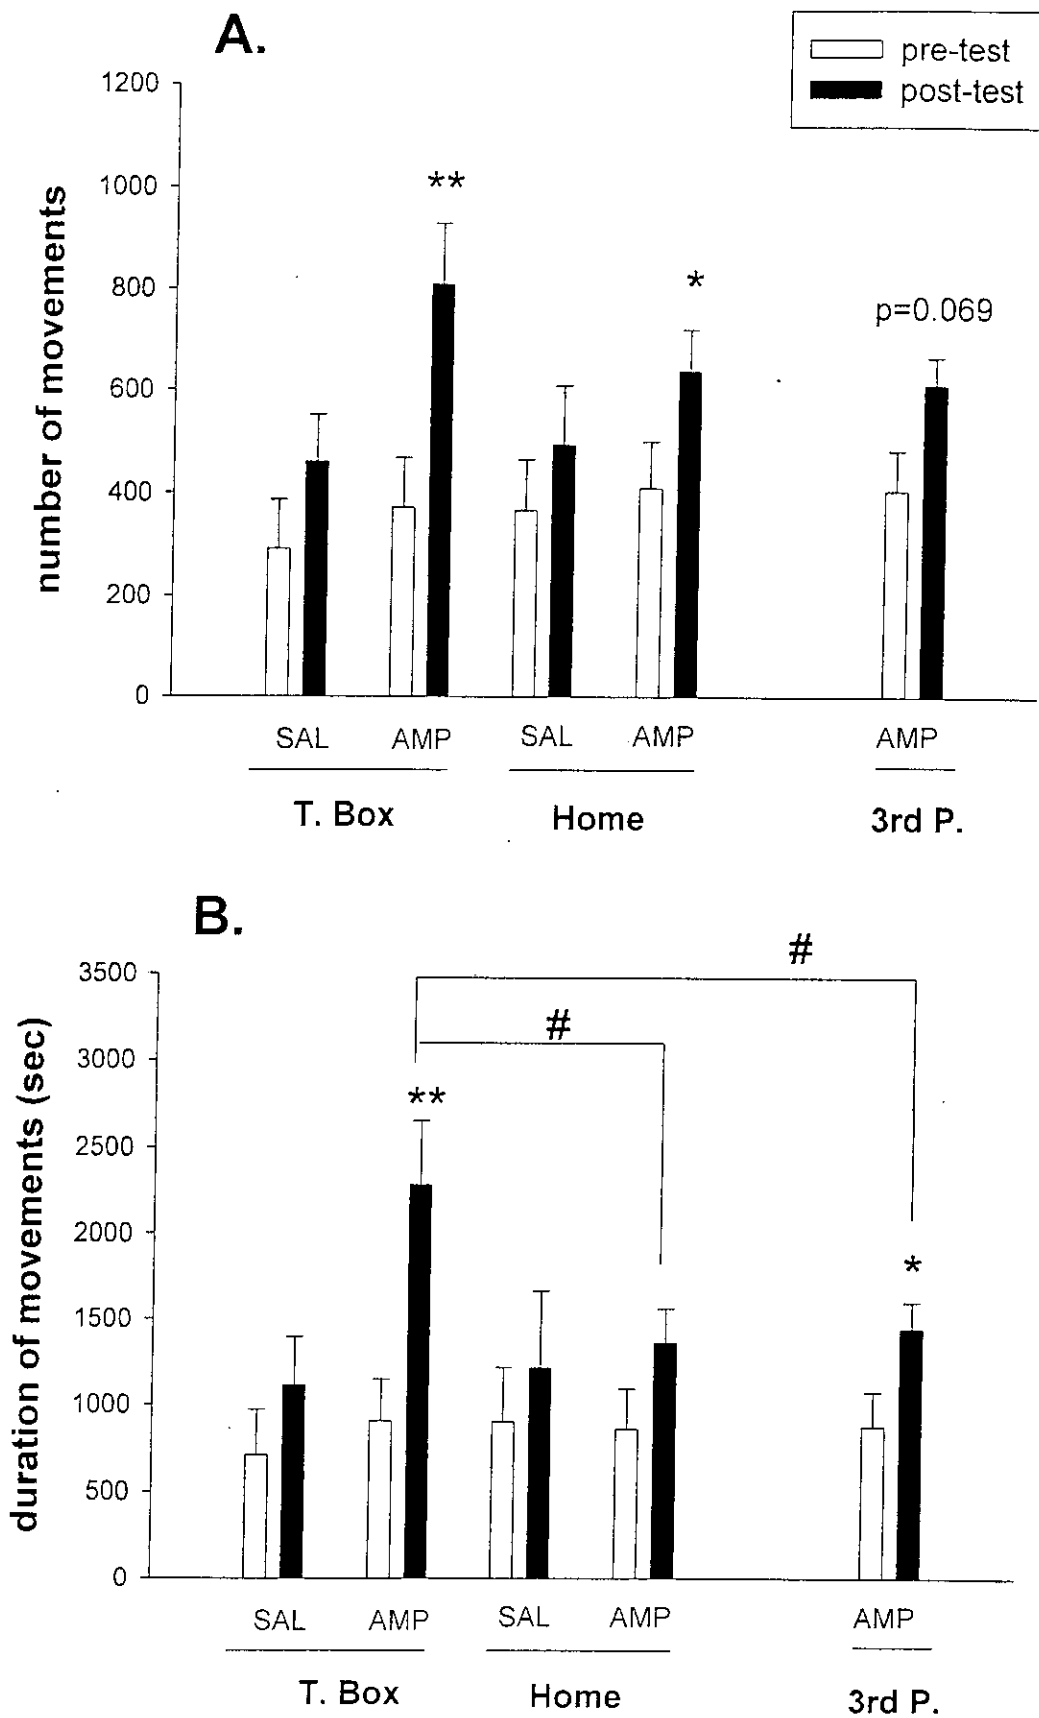 A.
pre-test
post-test
number of movements
1200
1000
800
600
400
200
0
**
*
p=0.069
SAL AMP SAL AMP AMP
T. Box Home 3rd P.
B.
duration of movements (sec)
3500
3000
2500
2000
1500
1000
500
0
#
#
**
*
SAL AMP SAL AMP AMP
T. Box Home 3rd P.